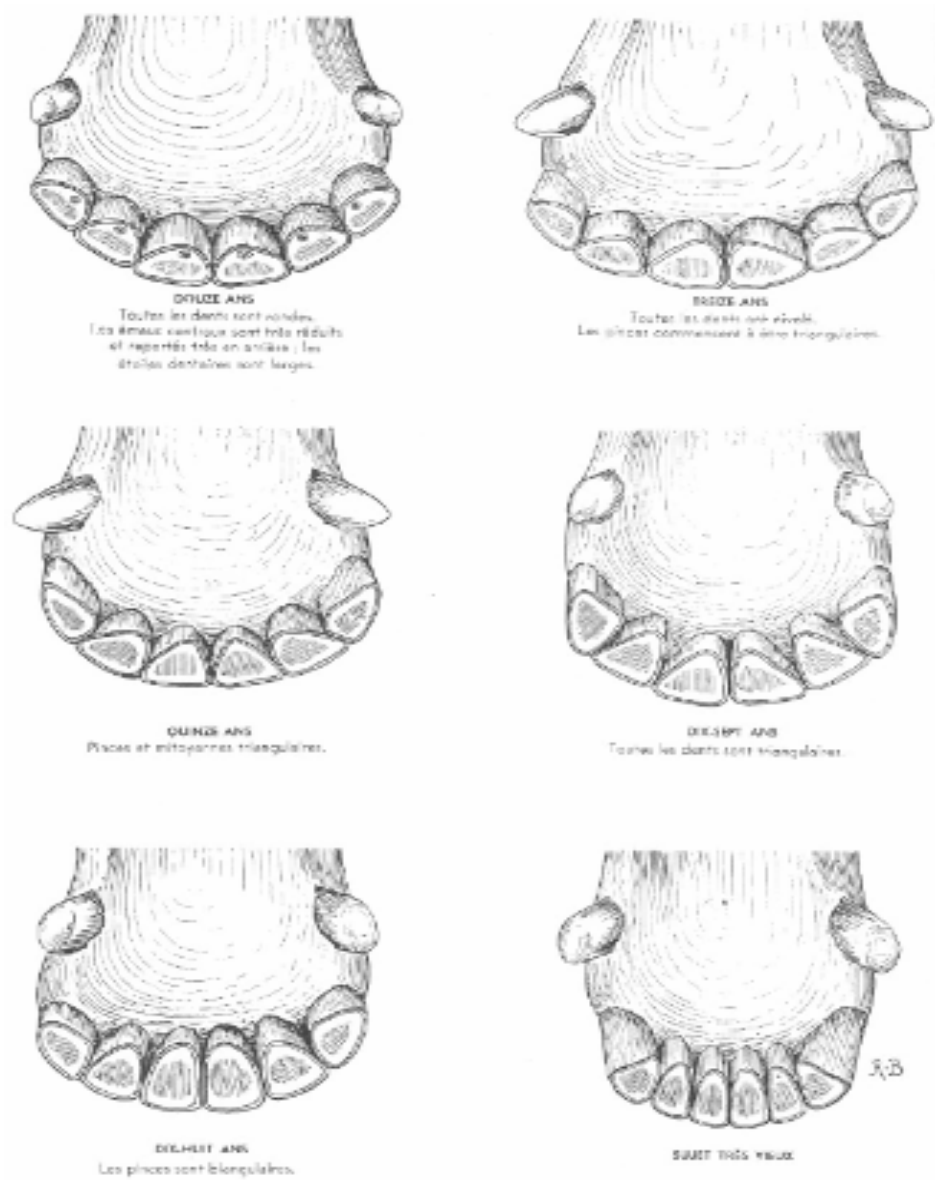 DOUZE ANS
Toutes les dents sont rondes.
Les émaux centraux sont très réduits
et reportés très en arrière ; les
étoiles dentaires sont larges.
TREIZE ANS
Toutes les dents ont nivelé.
Les pinces commencent à être triangulaires.
QUINZE ANS
Pinces et mitoyennes triangulaires.
DIX-SEPT ANS
Toutes les dents sont triangulaires.
R.B
DIX-HUIT ANS
Les pinces sont biangulaires.
SUJET TRÈS VIEUX